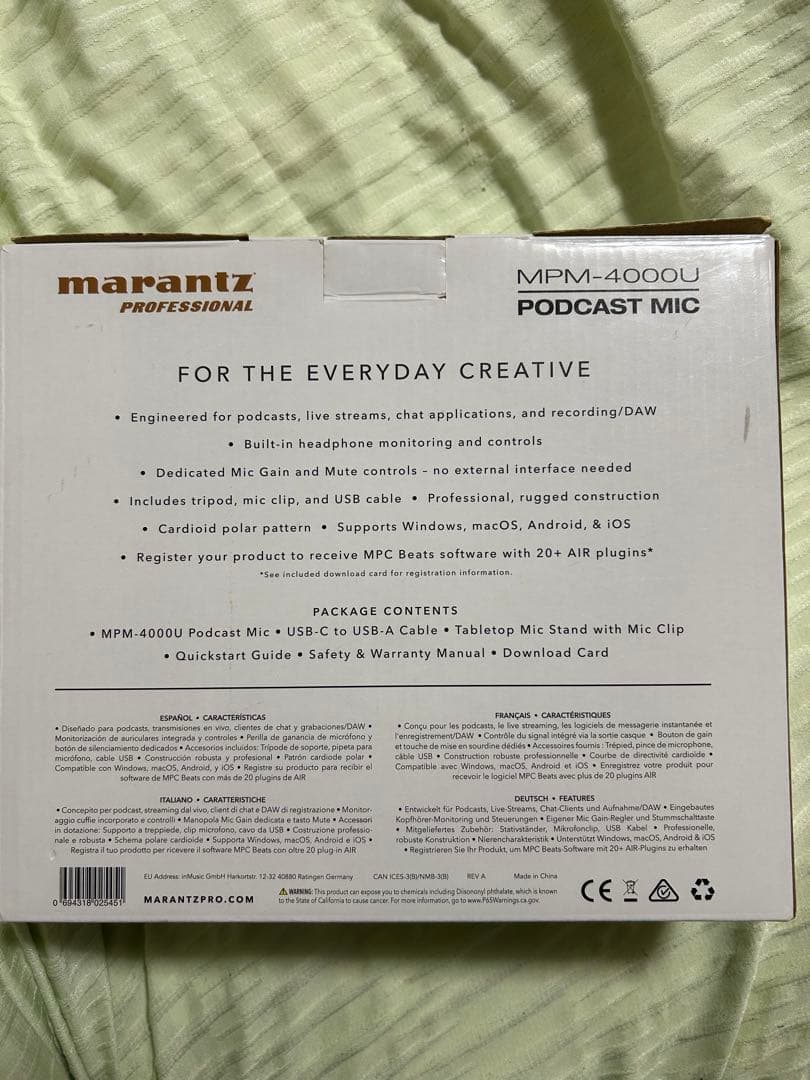 marantz
PROFESSIONAL
MPM-4000U
PODCAST MIC
FOR THE EVERYDAY CREATIVE
• Engineered for podcasts, live streams, chat applications, and recording/DAW
• Built-in headphone monitoring and controls
• Dedicated Mic Gain and Mute controls – no external interface needed
• Includes tripod, mic clip, and USB cable • Professional, rugged construction
• Cardioid polar pattern • Supports Windows, macOS, Android, & iOS
• Register your product to receive MPC Beats software with 20+ AIR plugins*
*See included download card for registration information.
PACKAGE CONTENTS
• MPM-4000U Podcast Mic • USB-C to USB-A Cable • Tabletop Mic Stand with Mic Clip
• Quickstart Guide • Safety & Warranty Manual • Download Card
ESPAÑOL • CARACTERÍSTICAS
• Diseñado para podcasts, transmisiones en vivo, clientes de chat y grabaciones/DAW •
Monitorización de auriculares integrada y controles • Perilla de ganancia de micrófono y
botón de silenciamiento dedicados • Accesorios incluidos: Trípode de soporte, pipeta para
micrófono, cable USB • Construcción robusta y profesional • Patrón cardiode polar •
Compatible con Windows, macOS, Android, y iOS • Registre su producto para recibir el
software de MPC Beats con más de 20 plugins de AIR
FRANÇAIS • CARACTÉRISTIQUES
• Conçu pour les podcasts, le live streaming, les logiciels de messagerie instantanée et
l'enregistrement/DAW • Contrôle du signal intégré via la sortie casque • Bouton de gain
et touche de mise en sourdine dédiés • Accessoires fournis : Trépied, pince de microphone,
câble USB • Construction robuste professionnelle • Courbe de directivité cardioïde •
Compatible avec Windows, macOS, Android et iOS • Enregistrez votre produit pour
recevoir le logiciel MPC Beats avec plus de 20 plugins AIR
ITALIANO • CARATTERISTICHE
• Concepito per podcast, streaming dal vivo, client di chat e DAW di registrazione • Monitor-
aggio cuffie incorporato e controlli • Manopola Mic Gain dedicata e tasto Mute • Accessori
in dotazione: Supporto a treppiede, clip microfono, cavo da USB • Costruzione professio-
nale e robusta • Schema polare cardioide • Supporta Windows, macOS, Android e iOS •
Registra il tuo prodotto per ricevere il software MPC Beats con oltre 20 plug-in AIR
DEUTSCH • FEATURES
• Entwickelt für Podcasts, Live-Streams, Chat-Clients und Aufnahme/DAW • Eingebautes
Kopfhörer-Monitoring und Steuerungen • Eigener Mic Gain-Regler und Stummschalttaste
• Mitgeliefertes Zubehör: Stativständer, Mikrofonclip, USB Kabel • Professionelle,
robuste Konstruktion • Nierencharakteristik • Unterstützt Windows, macOS, Android & iOS
• Registrieren Sie Ihr Produkt, um MPC Beats-Software mit 20+ AIR-Plugins zu erhalten
EU Address: inMusic GmbH Harkortstr. 12-32 40880 Ratingen Germany CAN ICES-3(B)/NMB-3(B) REV A Made in China
0 694318 025451
MARANTZPRO.COM
WARNING: This product can expose you to chemicals including Diisononyl phthalate, which is known
to the State of California to cause cancer. For more information, go to www.P65Warnings.ca.gov.
CE